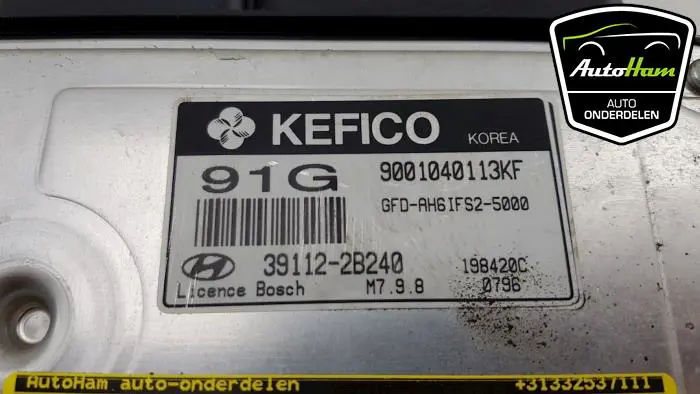 AutoHam
AUTO
ONDERDELEN
KEFICO KOREA
91G 9001040113KF
GFD-AH6IFS2-5000
39112-2B240 198420C
Licence Bosch M7.9.8 0796
AutoHam auto-onderdelen +31332537111